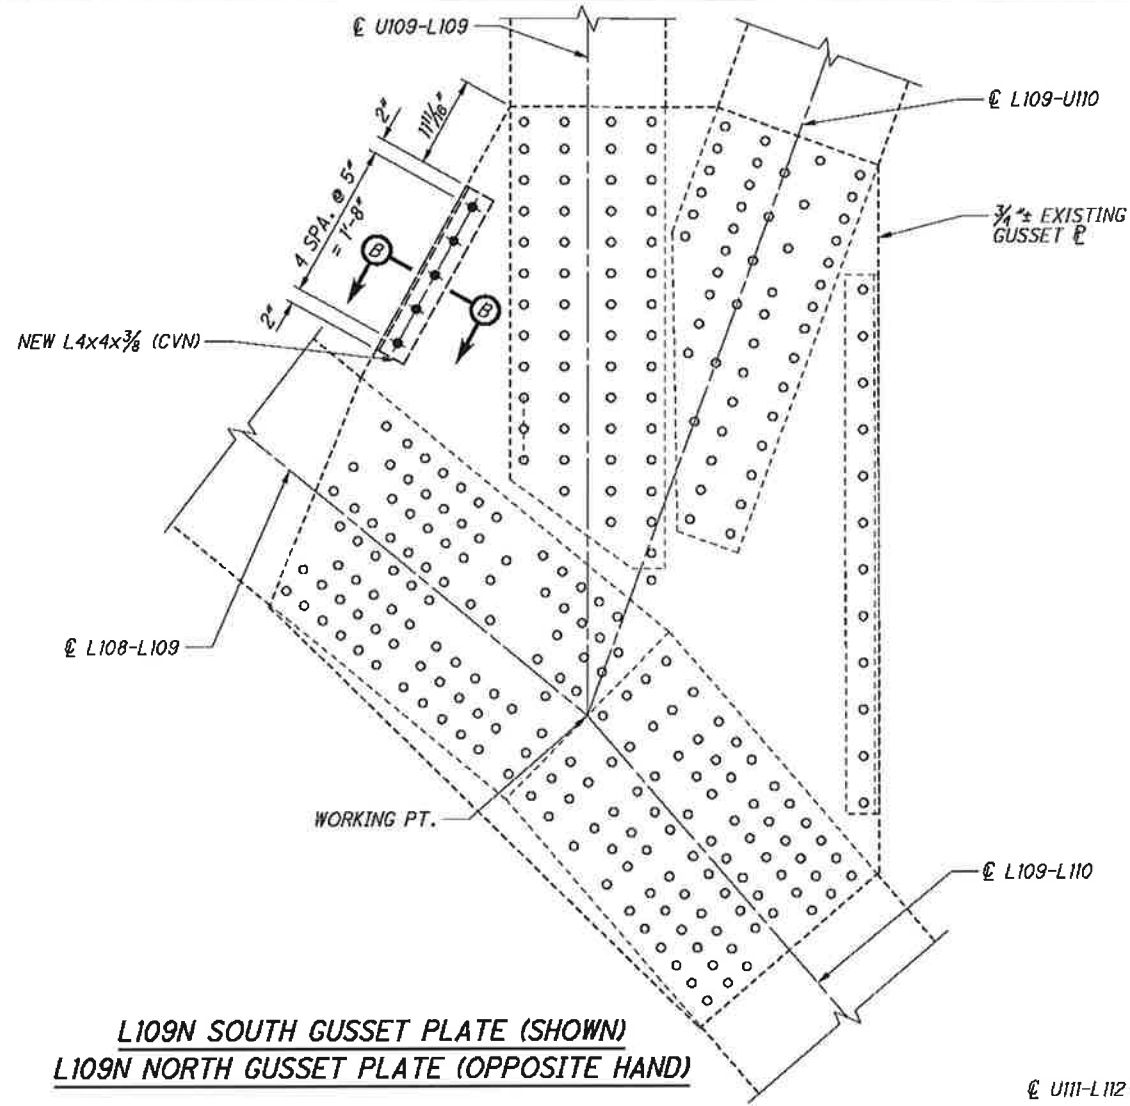 ℄ U109-L109
℄ L109-U110
2"
11 11/16"
4 SPA. @ 5"
= 1'-8"
2"
B
B
3/4"± EXISTING
GUSSET ℄
NEW L4x4x3/8 (CVN)
℄ L108-L109
WORKING PT.
℄ L109-L110
L109N SOUTH GUSSET PLATE (SHOWN)
L109N NORTH GUSSET PLATE (OPPOSITE HAND)
℄ U111-L112